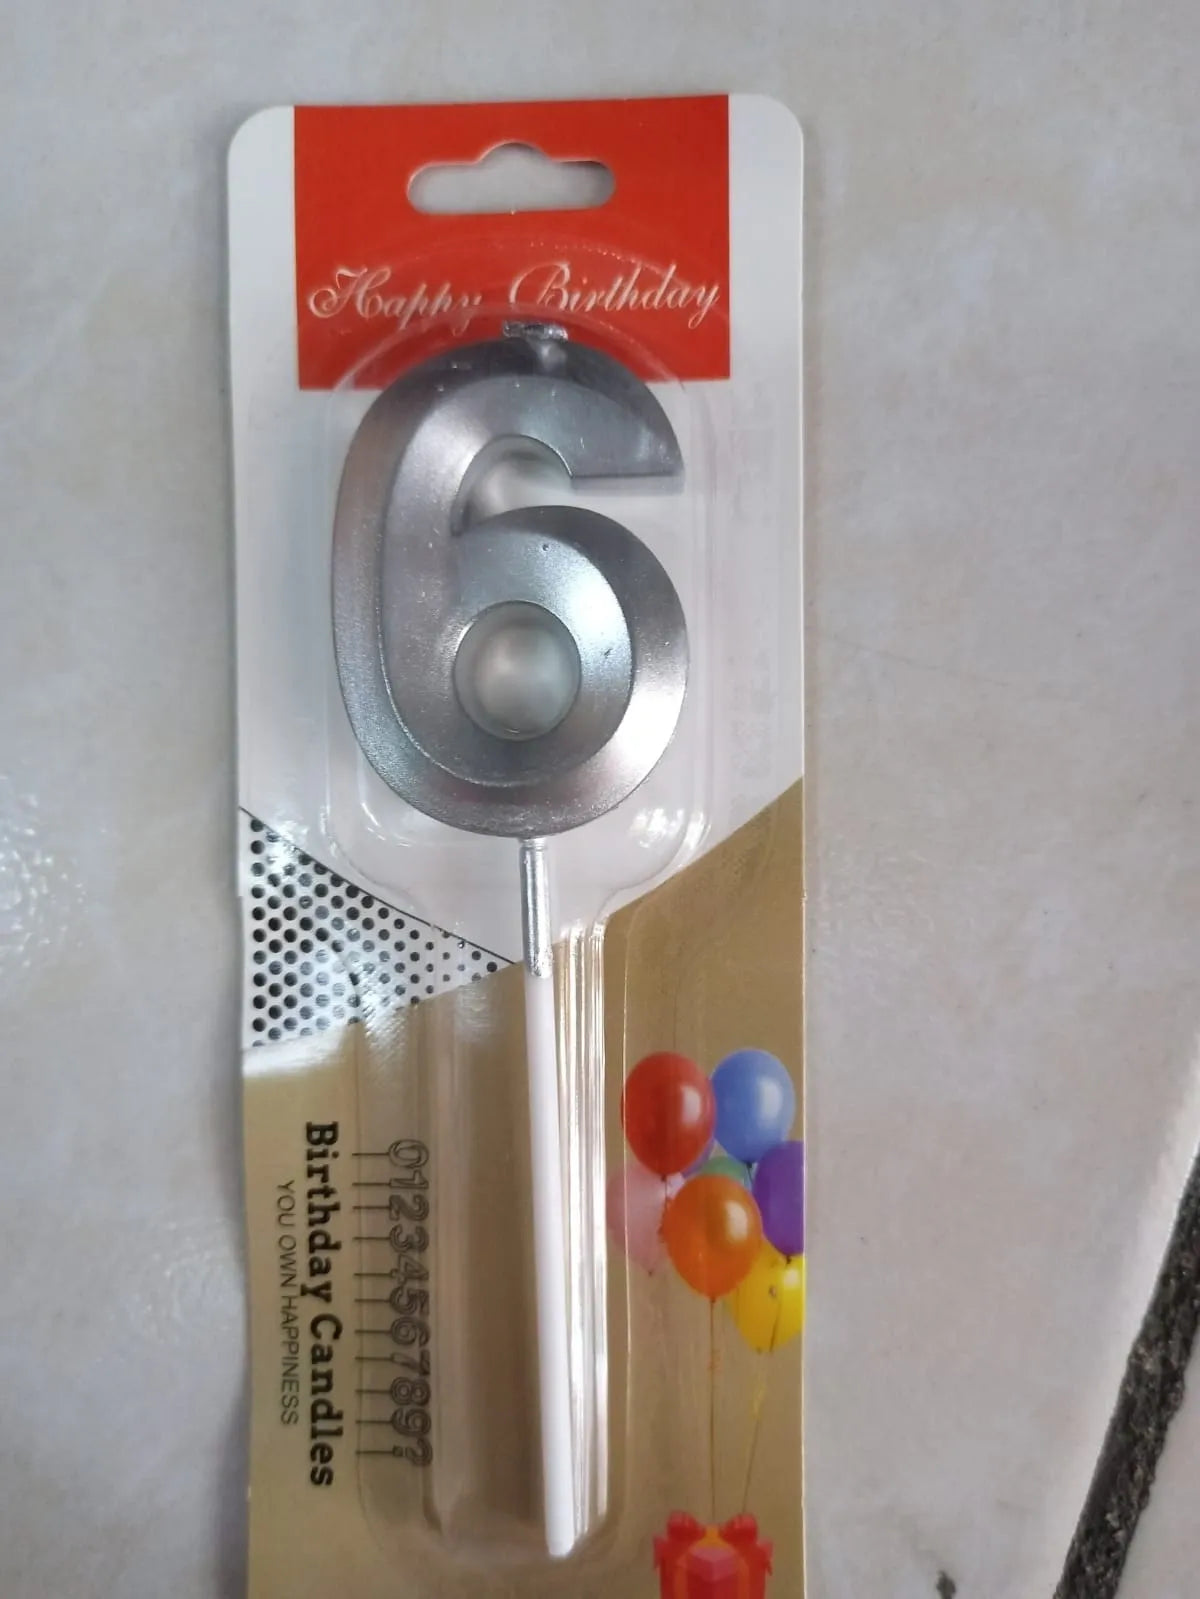 Happy Birthday
6
0123456789?
Birthday Candles
YOU OWN HAPPINESS